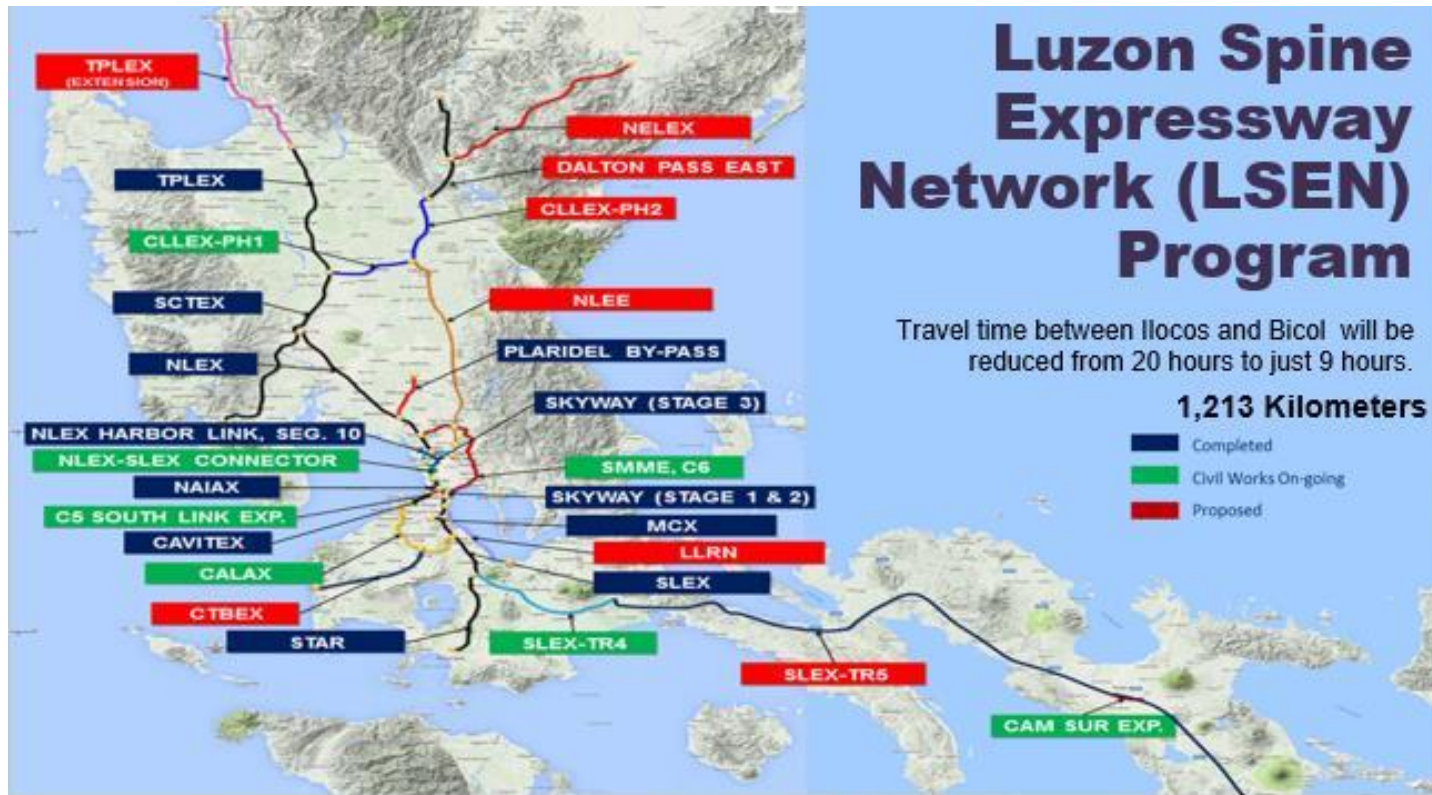 Luzon Spine
Expressway
Network (LSEN)
Program
Travel time between Ilocos and Bicol will be
reduced from 20 hours to just 9 hours.
1,213 Kilometers
Completed
Civil Works On-going
Proposed
TPLEX
(EXTENSION)
NELEX
DALTON PASS EAST
TPLEX
CLLEX-PH2
CLLEX-PH1
SCTEX
NLEE
PLARIDEL BY-PASS
NLEX
SKYWAY (STAGE 3)
NLEX HARBOR LINK, SEG. 10
NLEX-SLEX CONNECTOR
SMME, C6
NAIAX
SKYWAY (STAGE 1 & 2)
C5 SOUTH LINK EXP.
MCX
CAVITEX
LLRN
CALAX
SLEX
CTBEX
STAR
SLEX-TR4
SLEX-TR5
CAM SUR EXP.